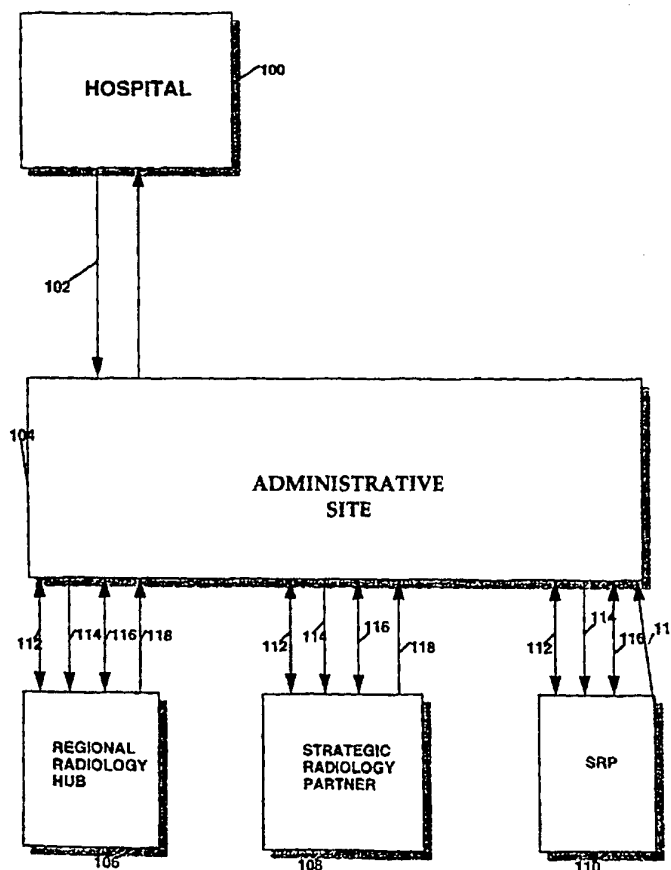 HOSPITAL
100
102
104
ADMINISTRATIVE
SITE
112
114
116
118
112
114
116
118
112
114
116
11
REGIONAL
RADIOLOGY
HUB
106
STRATEGIC
RADIOLOGY
PARTNER
108
SRP
110